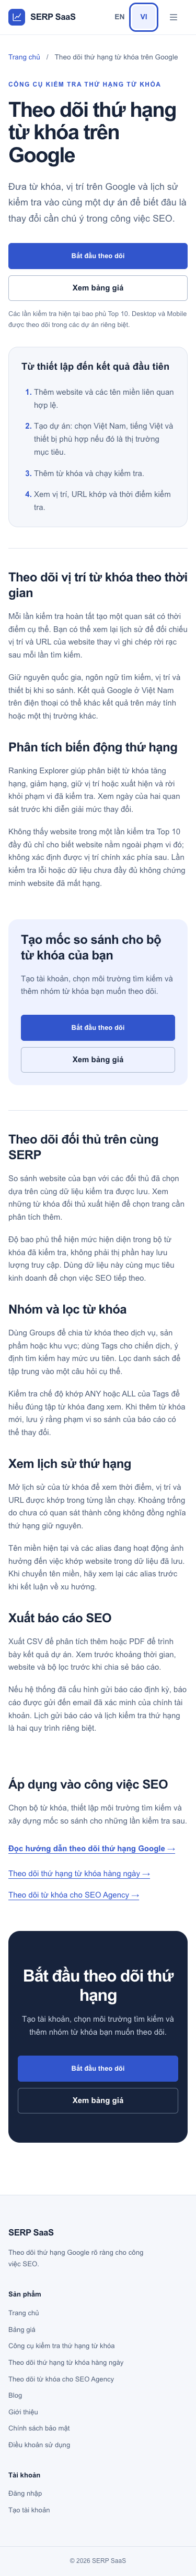 SERP SaaS
EN
VI
Trang chủ / Theo dõi thứ hạng từ khóa trên Google
CÔNG CỤ KIỂM TRA THỨ HẠNG TỪ KHÓA
Theo dõi thứ hạng
từ khóa trên
Google
Đưa từ khóa, vị trí trên Google và lịch sử
kiểm tra vào cùng một dự án để biết đâu là
thay đổi cần chú ý trong công việc SEO.
Bắt đầu theo dõi
Xem bảng giá
Các lần kiểm tra hiện tại bao phủ Top 10. Desktop và Mobile
được theo dõi trong các dự án riêng biệt.
Từ thiết lập đến kết quả đầu tiên
1. Thêm website và các tên miền liên quan
hợp lệ.
2. Tạo dự án: chọn Việt Nam, tiếng Việt và
thiết bị phù hợp nếu đó là thị trường
mục tiêu.
3. Thêm từ khóa và chạy kiểm tra.
4. Xem vị trí, URL khớp và thời điểm kiểm
tra.
Theo dõi vị trí từ khóa theo thời
gian
Mỗi lần kiểm tra hoàn tất tạo một quan sát có thời
điểm cụ thể. Bạn có thể xem lại lịch sử để đối chiếu
vị trí và URL của website thay vì ghi chép rời rạc
sau mỗi lần tìm kiếm.
Giữ nguyên quốc gia, ngôn ngữ tìm kiếm, vị trí và
thiết bị khi so sánh. Kết quả Google ở Việt Nam
trên điện thoại có thể khác kết quả trên máy tính
hoặc một thị trường khác.
Phân tích biến động thứ hạng
Ranking Explorer giúp phân biệt từ khóa tăng
hạng, giảm hạng, giữ vị trí hoặc xuất hiện và rời
khỏi phạm vi đã kiểm tra. Xem ngày của hai quan
sát trước khi diễn giải mức thay đổi.
Không thấy website trong một lần kiểm tra Top 10
đầy đủ chỉ cho biết website nằm ngoài phạm vi đó;
không xác định được vị trí chính xác phía sau. Lần
kiểm tra lỗi hoặc dữ liệu chưa đầy đủ không chứng
minh website đã mất hạng.
Tạo mốc so sánh cho bộ
từ khóa của bạn
Tạo tài khoản, chọn môi trường tìm kiếm và
thêm nhóm từ khóa bạn muốn theo dõi.
Bắt đầu theo dõi
Xem bảng giá
Theo dõi đối thủ trên cùng
SERP
So sánh website của bạn với các đối thủ đã chọn
dựa trên cùng dữ liệu kiểm tra được lưu. Xem
những từ khóa đối thủ xuất hiện để chọn trang cần
phân tích thêm.
Độ bao phủ thể hiện mức hiện diện trong bộ từ
khóa đã kiểm tra, không phải thị phần hay lưu
lượng truy cập. Dùng dữ liệu này cùng mục tiêu
kinh doanh để chọn việc SEO tiếp theo.
Nhóm và lọc từ khóa
Dùng Groups để chia từ khóa theo dịch vụ, sản
phẩm hoặc khu vực; dùng Tags cho chiến dịch, ý
định tìm kiếm hay mức ưu tiên. Lọc danh sách để
tập trung vào một câu hỏi cụ thể.
Kiểm tra chế độ khớp ANY hoặc ALL của Tags để
hiểu đúng tập từ khóa đang xem. Khi thêm từ khóa
mới, lưu ý rằng phạm vi so sánh của báo cáo có
thể thay đổi.
Xem lịch sử thứ hạng
Mở lịch sử của từ khóa để xem thời điểm, vị trí và
URL được khớp trong từng lần chạy. Khoảng trống
do chưa có quan sát thành công không đồng nghĩa
thứ hạng giữ nguyên.
Tên miền hiện tại và các alias đang hoạt động ảnh
hưởng đến việc khớp website trong dữ liệu đã lưu.
Khi chuyển tên miền, hãy xem lại các alias trước
khi kết luận về xu hướng.
Xuất báo cáo SEO
Xuất CSV để phân tích thêm hoặc PDF để trình
bày kết quả dự án. Xem trước khoảng thời gian,
website và bộ lọc trước khi chia sẻ báo cáo.
Nếu hệ thống đã cấu hình gửi báo cáo định kỳ, báo
cáo được gửi đến email đã xác minh của chính tài
khoản. Lịch gửi báo cáo và lịch kiểm tra thứ hạng
là hai quy trình riêng biệt.
Áp dụng vào công việc SEO
Chọn bộ từ khóa, thiết lập môi trường tìm kiếm và
dựng mốc so sánh cho những lần kiểm tra sau.
Đọc hướng dẫn theo dõi thứ hạng Google →
Theo dõi thứ hạng từ khóa hàng ngày →
Theo dõi từ khóa cho SEO Agency →
Bắt đầu theo dõi thứ
hạng
Tạo tài khoản, chọn môi trường tìm kiếm và
thêm nhóm từ khóa bạn muốn theo dõi.
Bắt đầu theo dõi
Xem bảng giá
SERP SaaS
Theo dõi thứ hạng Google rõ ràng cho công
việc SEO.
Sản phẩm
Trang chủ
Bảng giá
Công cụ kiểm tra thứ hạng từ khóa
Theo dõi thứ hạng từ khóa hàng ngày
Theo dõi từ khóa cho SEO Agency
Blog
Giới thiệu
Chính sách bảo mật
Điều khoản sử dụng
Tài khoản
Đăng nhập
Tạo tài khoản
© 2026 SERP SaaS